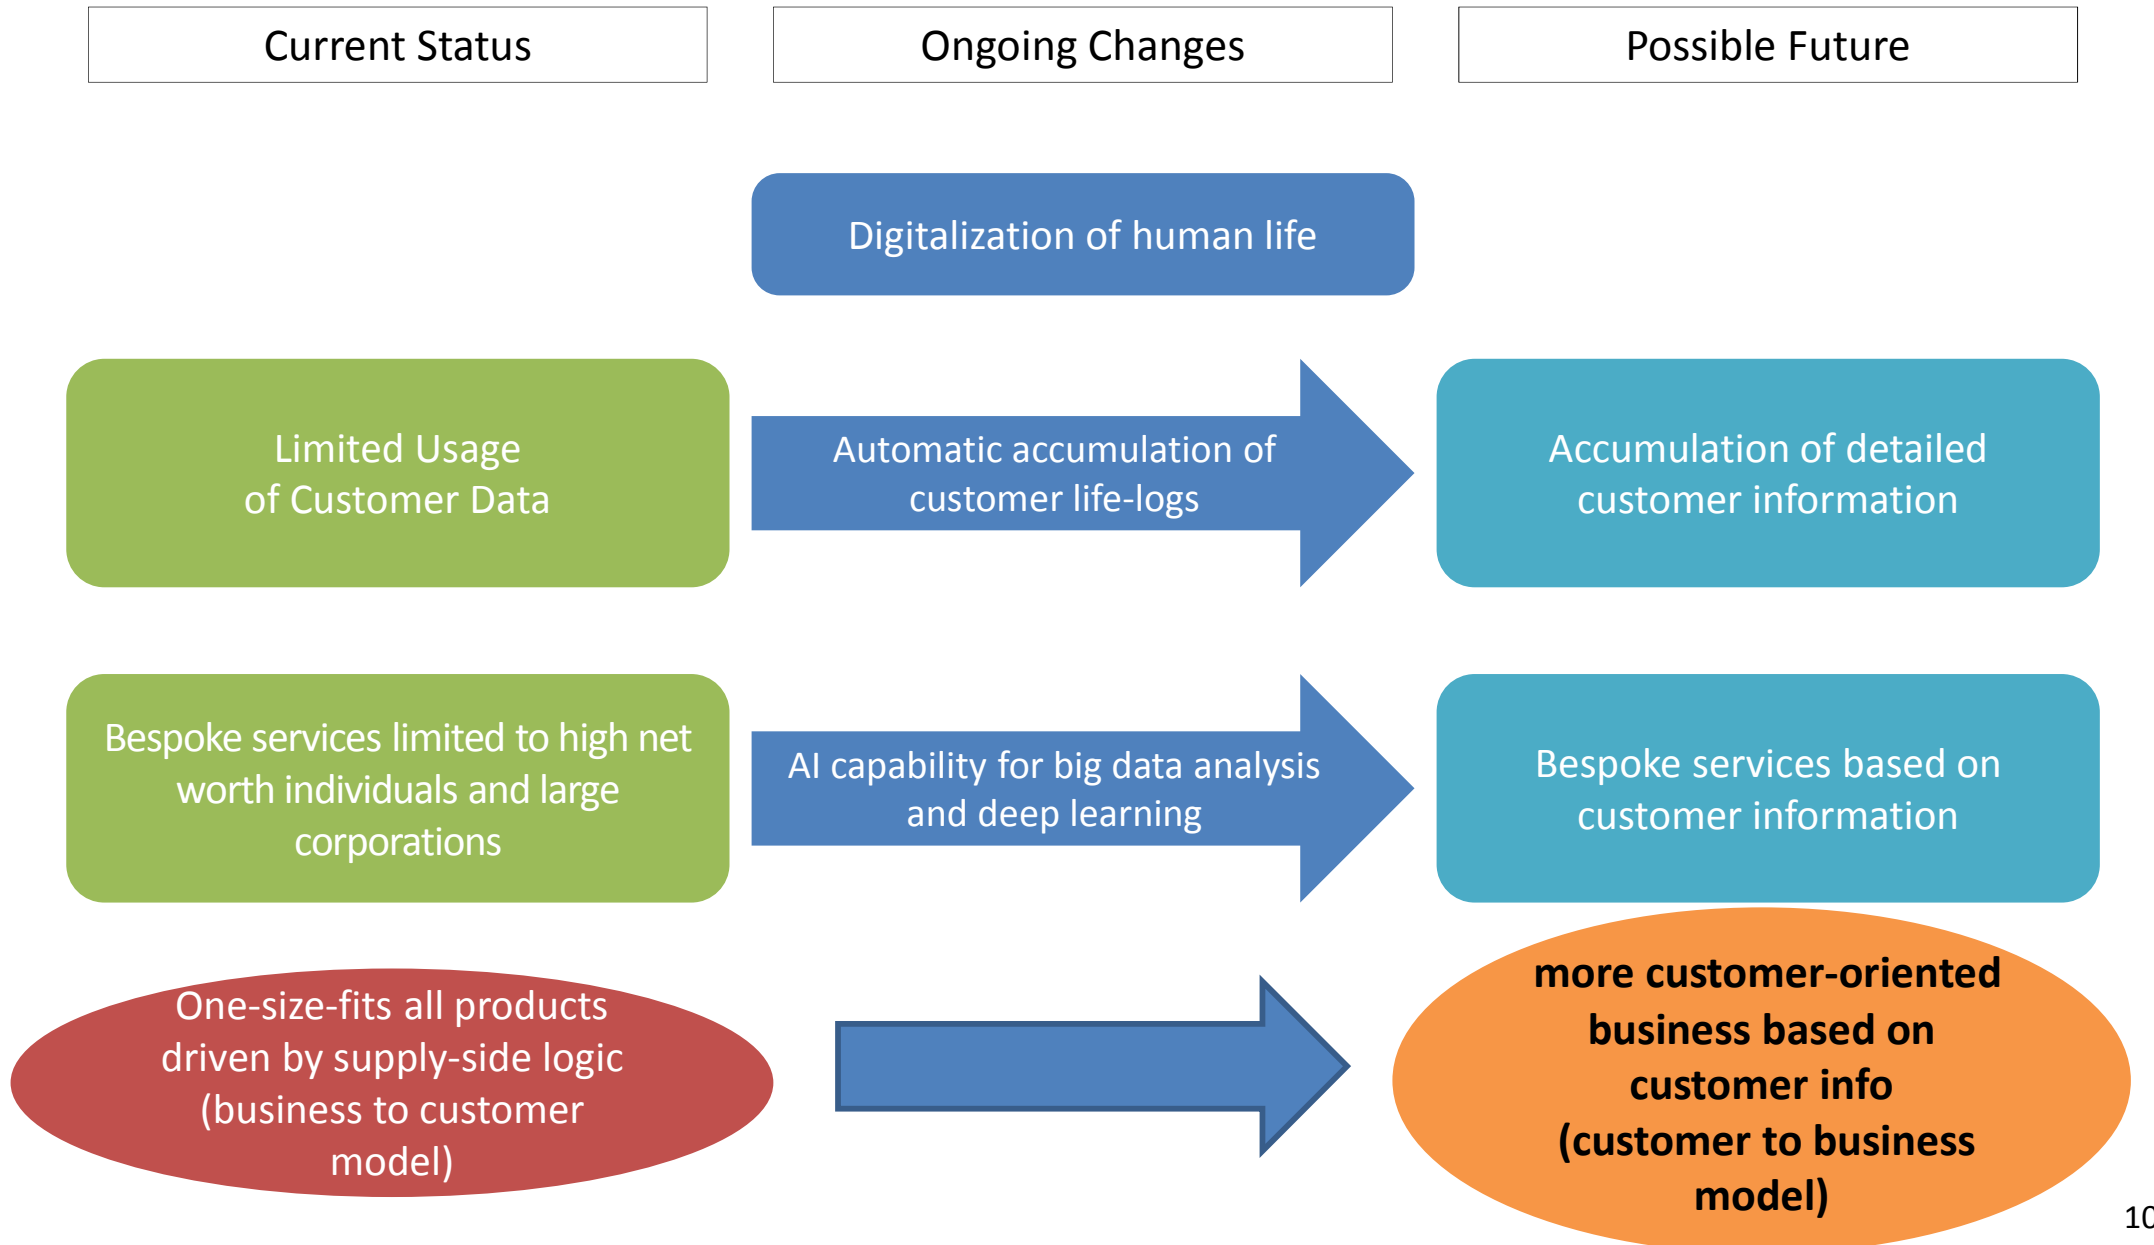 Current Status
Ongoing Changes
Possible Future
Digitalization of human life
Limited Usage
of Customer Data
Automatic accumulation of
customer life-logs
Accumulation of detailed
customer information
Bespoke services limited to high net
worth individuals and large
corporations
AI capability for big data analysis
and deep learning
Bespoke services based on
customer information
One-size-fits all products
driven by supply-side logic
(business to customer
model)
more customer-oriented
business based on
customer info
(customer to business
model)
10